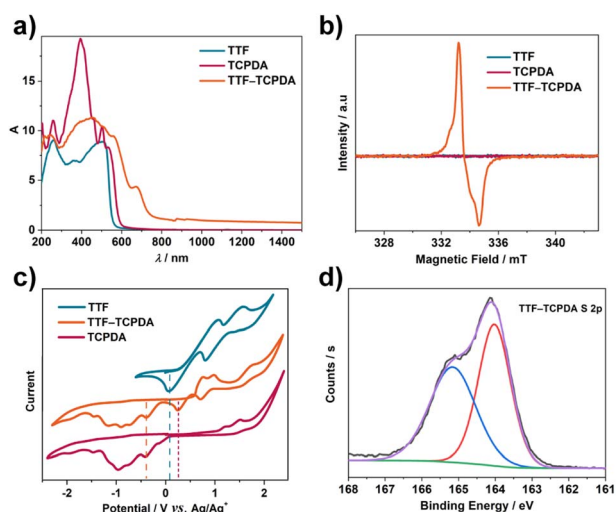 a)
TTF
TCPDA
TTF–TCPDA
A
15
10
5
0
200 400 600 800 1000 1200 1400
λ / nm
b)
TTF
TCPDA
TTF–TCPDA
Intensity / a.u
328 332 336 340
Magnetic Field / mT
c)
TTF
TTF–TCPDA
TCPDA
Current
-2 -1 0 1 2
Potential / V vs. Ag/Ag+
d)
TTF–TCPDA S 2p
Counts / s
168 167 166 165 164 163 162 161
Binding Energy / eV